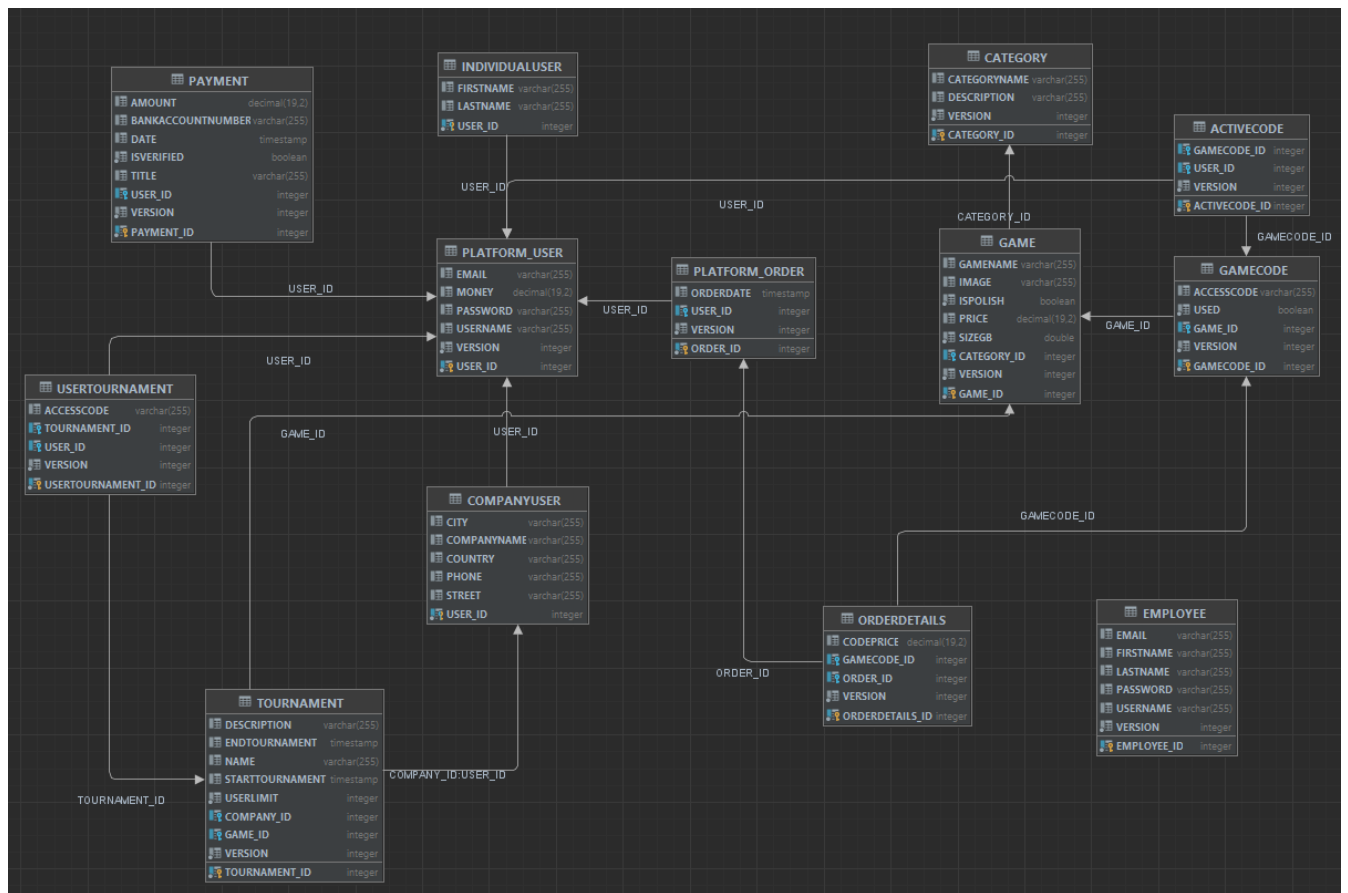 PAYMENT
AMOUNT decimal(19,2)
BANKACCOUNTNUMBER varchar(255)
DATE timestamp
ISVERIFIED boolean
TITLE varchar(255)
USER_ID integer
VERSION integer
PAYMENT_ID integer
INDIVIDUALUSER
FIRSTNAME varchar(255)
LASTNAME varchar(255)
USER_ID integer
CATEGORY
CATEGORYNAME varchar(255)
DESCRIPTION varchar(255)
VERSION integer
CATEGORY_ID integer
ACTIVECODE
GAMECODE_ID integer
USER_ID integer
VERSION integer
ACTIVECODE_ID integer
USER_ID
USER_ID
CATEGORY_ID
GAMECODE_ID
PLATFORM_USER
EMAIL varchar(255)
MONEY decimal(19,2)
PASSWORD varchar(255)
USERNAME varchar(255)
VERSION integer
USER_ID integer
PLATFORM_ORDER
ORDERDATE timestamp
USER_ID integer
VERSION integer
ORDER_ID integer
GAME
GAMENAME varchar(255)
IMAGE varchar(255)
ISPOLISH boolean
PRICE decimal(19,2)
SIZEGB double
CATEGORY_ID integer
VERSION integer
GAME_ID integer
GAMECODE
ACCESSCODE varchar(255)
USED boolean
GAME_ID integer
VERSION integer
GAMECODE_ID integer
USER_ID
USER_ID
GAME_ID
USER_ID
USERTOURNAMENT
ACCESSCODE varchar(255)
TOURNAMENT_ID integer
USER_ID integer
VERSION integer
USERTOURNAMENT_ID integer
GAME_ID
USER_ID
COMPANYUSER
CITY varchar(255)
COMPANYNAME varchar(255)
COUNTRY varchar(255)
PHONE varchar(255)
STREET varchar(255)
USER_ID integer
GAMECODE_ID
ORDERDETAILS
CODEPRICE decimal(19,2)
GAMECODE_ID integer
ORDER_ID integer
VERSION integer
ORDERDETAILS_ID integer
EMPLOYEE
EMAIL varchar(255)
FIRSTNAME varchar(255)
LASTNAME varchar(255)
PASSWORD varchar(255)
USERNAME varchar(255)
VERSION integer
EMPLOYEE_ID integer
ORDER_ID
TOURNAMENT
DESCRIPTION varchar(255)
ENDTOURNAMENT timestamp
NAME varchar(255)
STARTTOURNAMENT timestamp
USERLIMIT integer
COMPANY_ID integer
GAME_ID integer
VERSION integer
TOURNAMENT_ID integer
COMPANY_ID:USER_ID
TOURNAMENT_ID